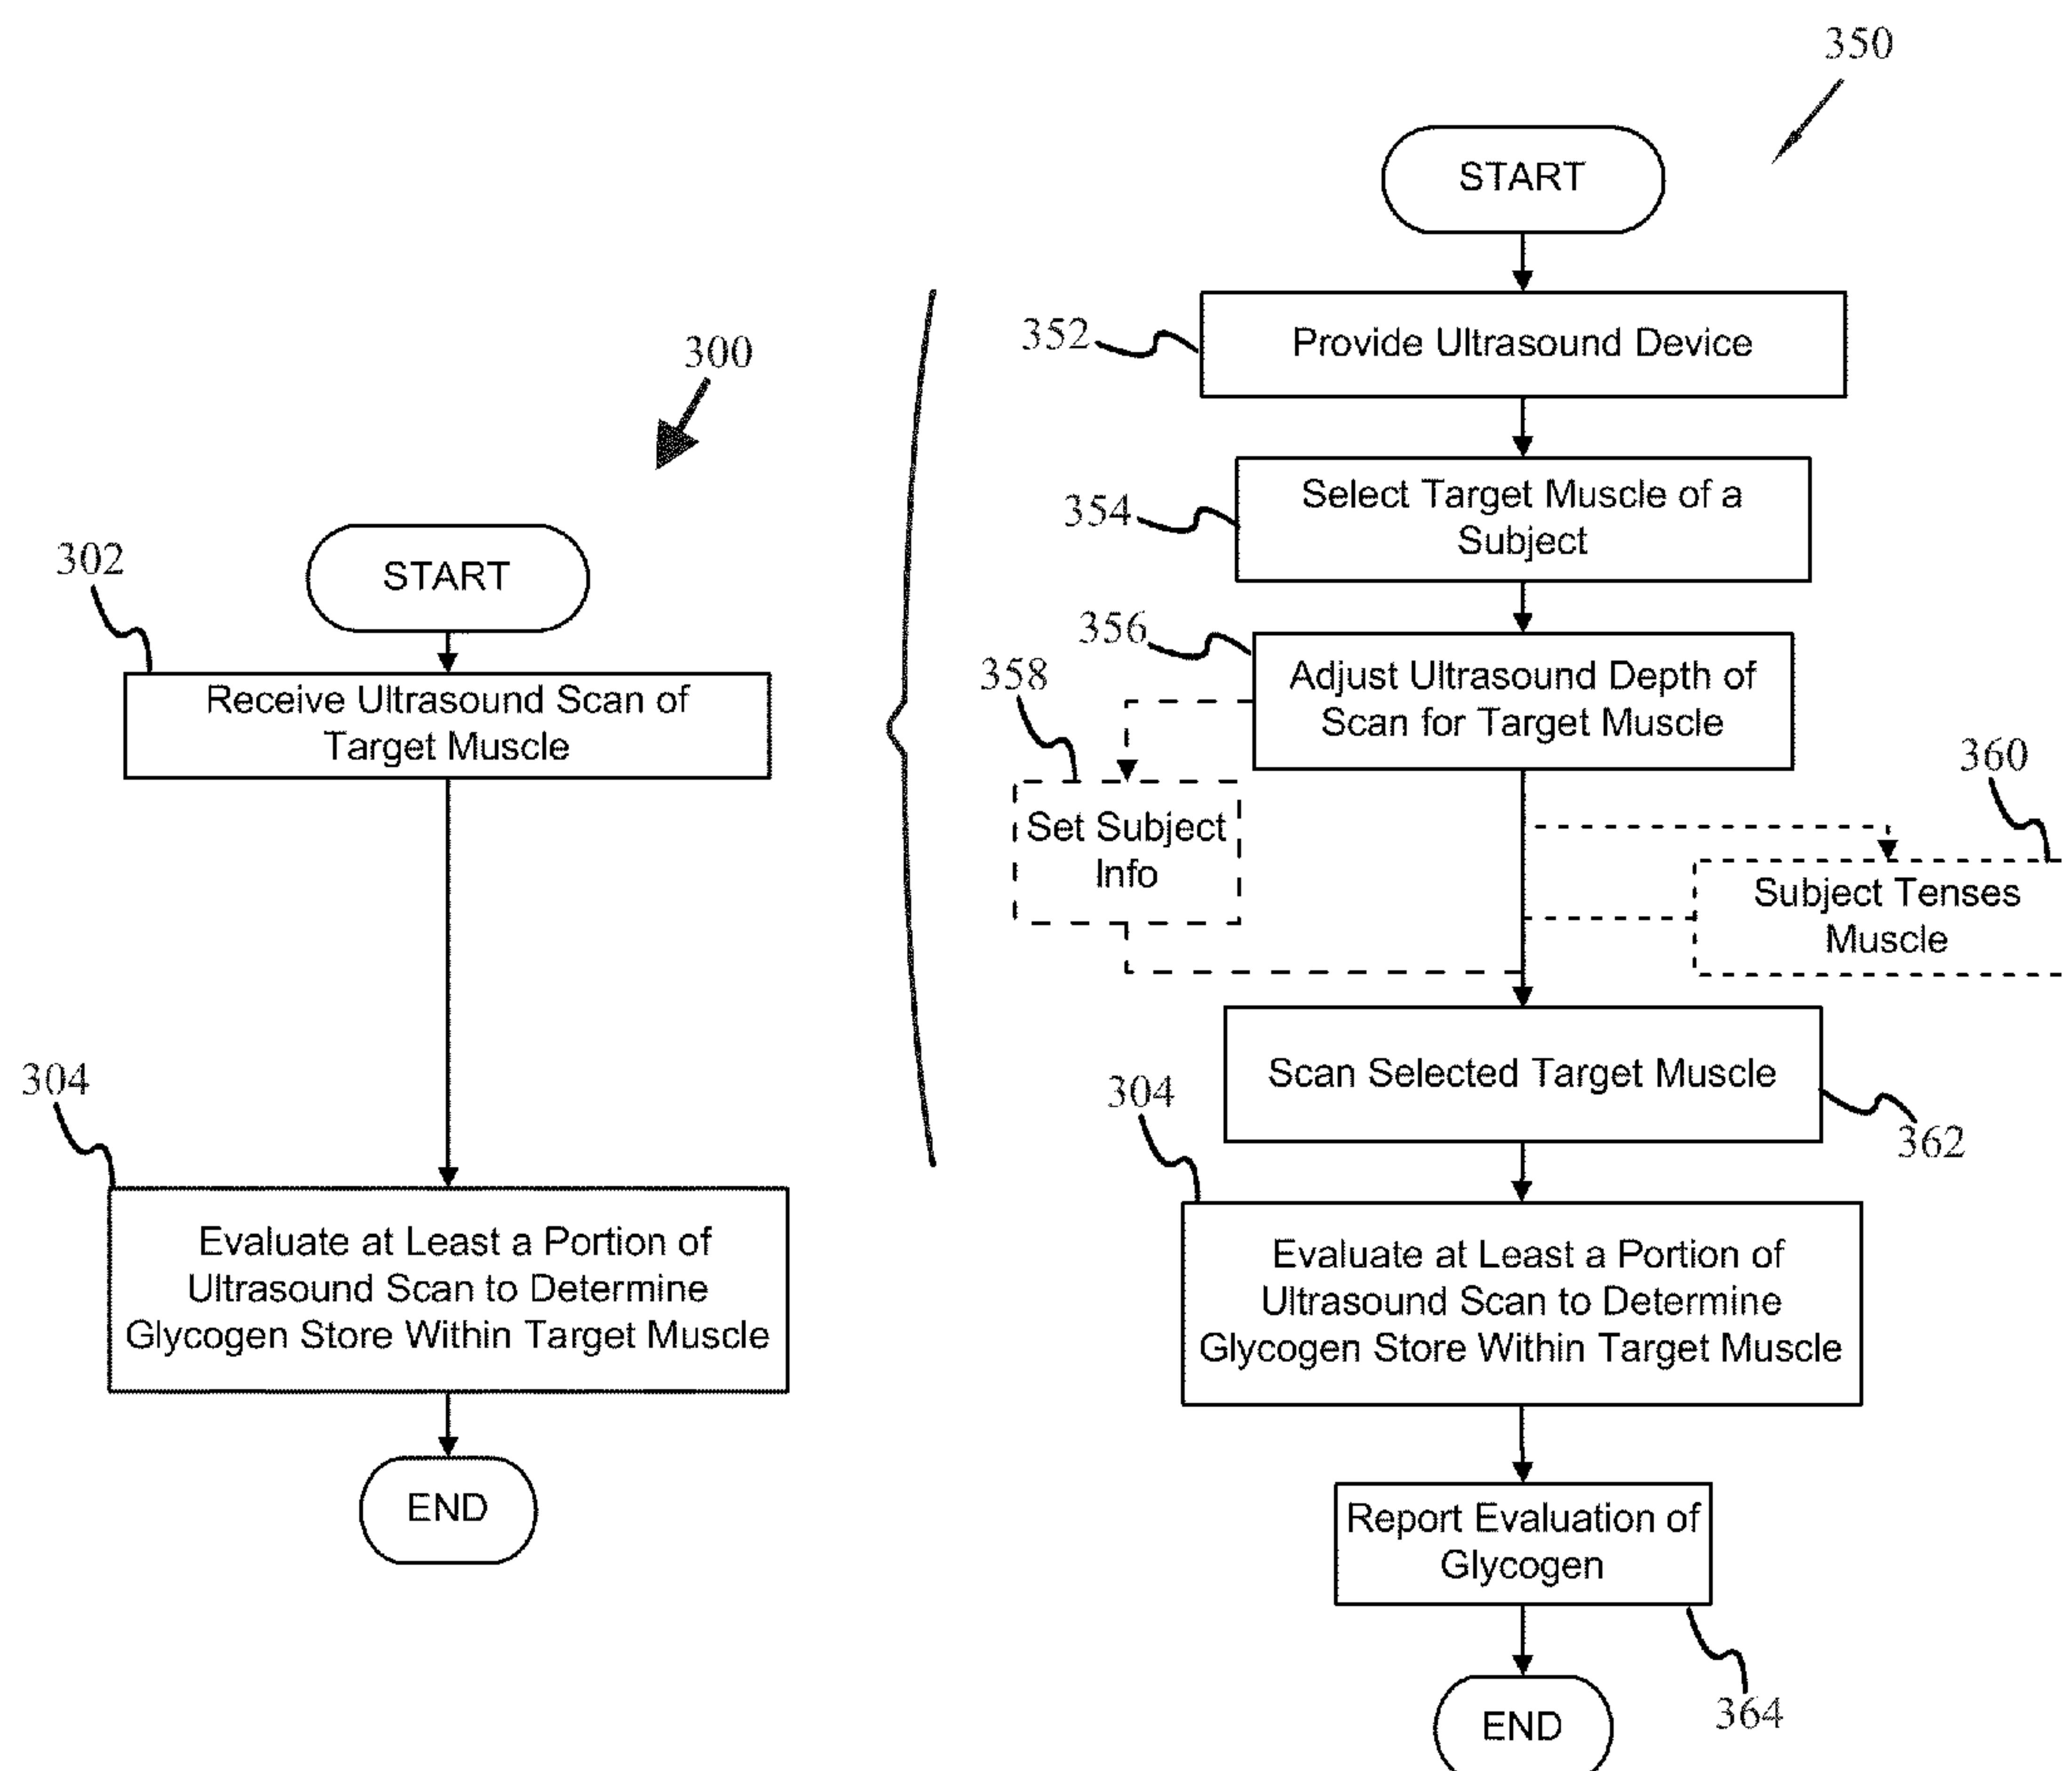 300
START
302
Receive Ultrasound Scan of
Target Muscle
304
Evaluate at Least a Portion of
Ultrasound Scan to Determine
Glycogen Store Within Target Muscle
END
350
START
352
Provide Ultrasound Device
354
Select Target Muscle of a
Subject
356
Adjust Ultrasound Depth of
Scan for Target Muscle
358
Set Subject
Info
360
Subject Tenses
Muscle
Scan Selected Target Muscle
362
304
Evaluate at Least a Portion of
Ultrasound Scan to Determine
Glycogen Store Within Target Muscle
Report Evaluation of
Glycogen
364
END